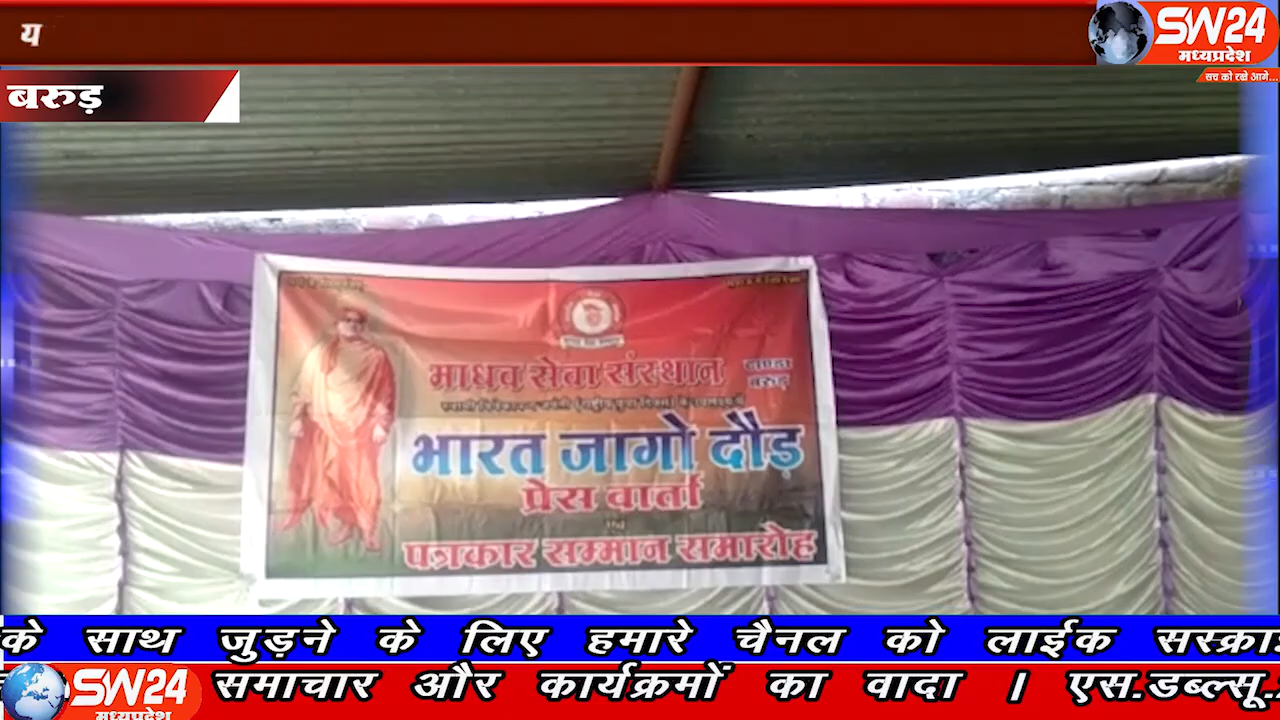 य
SW24
मध्यप्रदेश
सच को रखे आगे...
बरुड़
माधव सेवा संस्थान
बरुड़
भारत जागो दौड़
प्रेस वार्ता
एवं
पत्रकार सम्मान समारोह
के साथ जुड़ने के लिए हमारे चैनल को लाईक सस्क्रा
SW24
मध्यप्रदेश
समाचार और कार्यक्रमों का वादा । एस.डब्ल्सू.